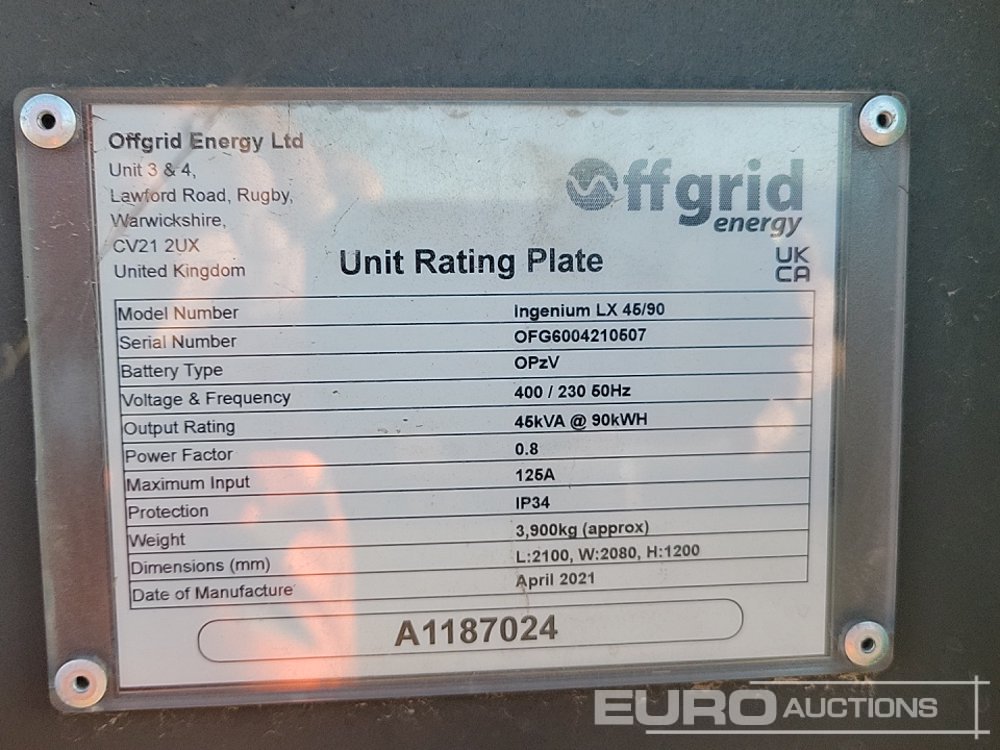 Offgrid Energy Ltd
Unit 3 & 4,
Lawford Road, Rugby,
Warwickshire,
CV21 2UX
United Kingdom
Offgrid
energy
Unit Rating Plate
UK
CA
Model Number Ingenium LX 45/90
Serial Number OFG6004210507
Battery Type OPzV
Voltage & Frequency 400 / 230 50Hz
Output Rating 45kVA @ 90kWH
Power Factor 0.8
Maximum Input 125A
Protection IP34
Weight 3,900kg (approx)
Dimensions (mm) L:2100, W:2080, H:1200
Date of Manufacture April 2021
A1187024
EURO AUCTIONS